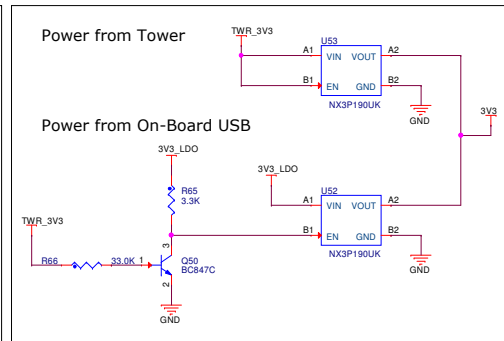 Power from Tower
TWR_3V3
U53
A1 VIN VOUT A2
B1 EN GND B2
NX3P190UK
GND
3V3
Power from On-Board USB
3V3_LDO
R65
3.3K
3V3_LDO
U52
A1 VIN VOUT A2
B1 EN GND B2
NX3P190UK
GND
TWR_3V3
R66 33.0K 1
3
Q50
BC847C
2
GND